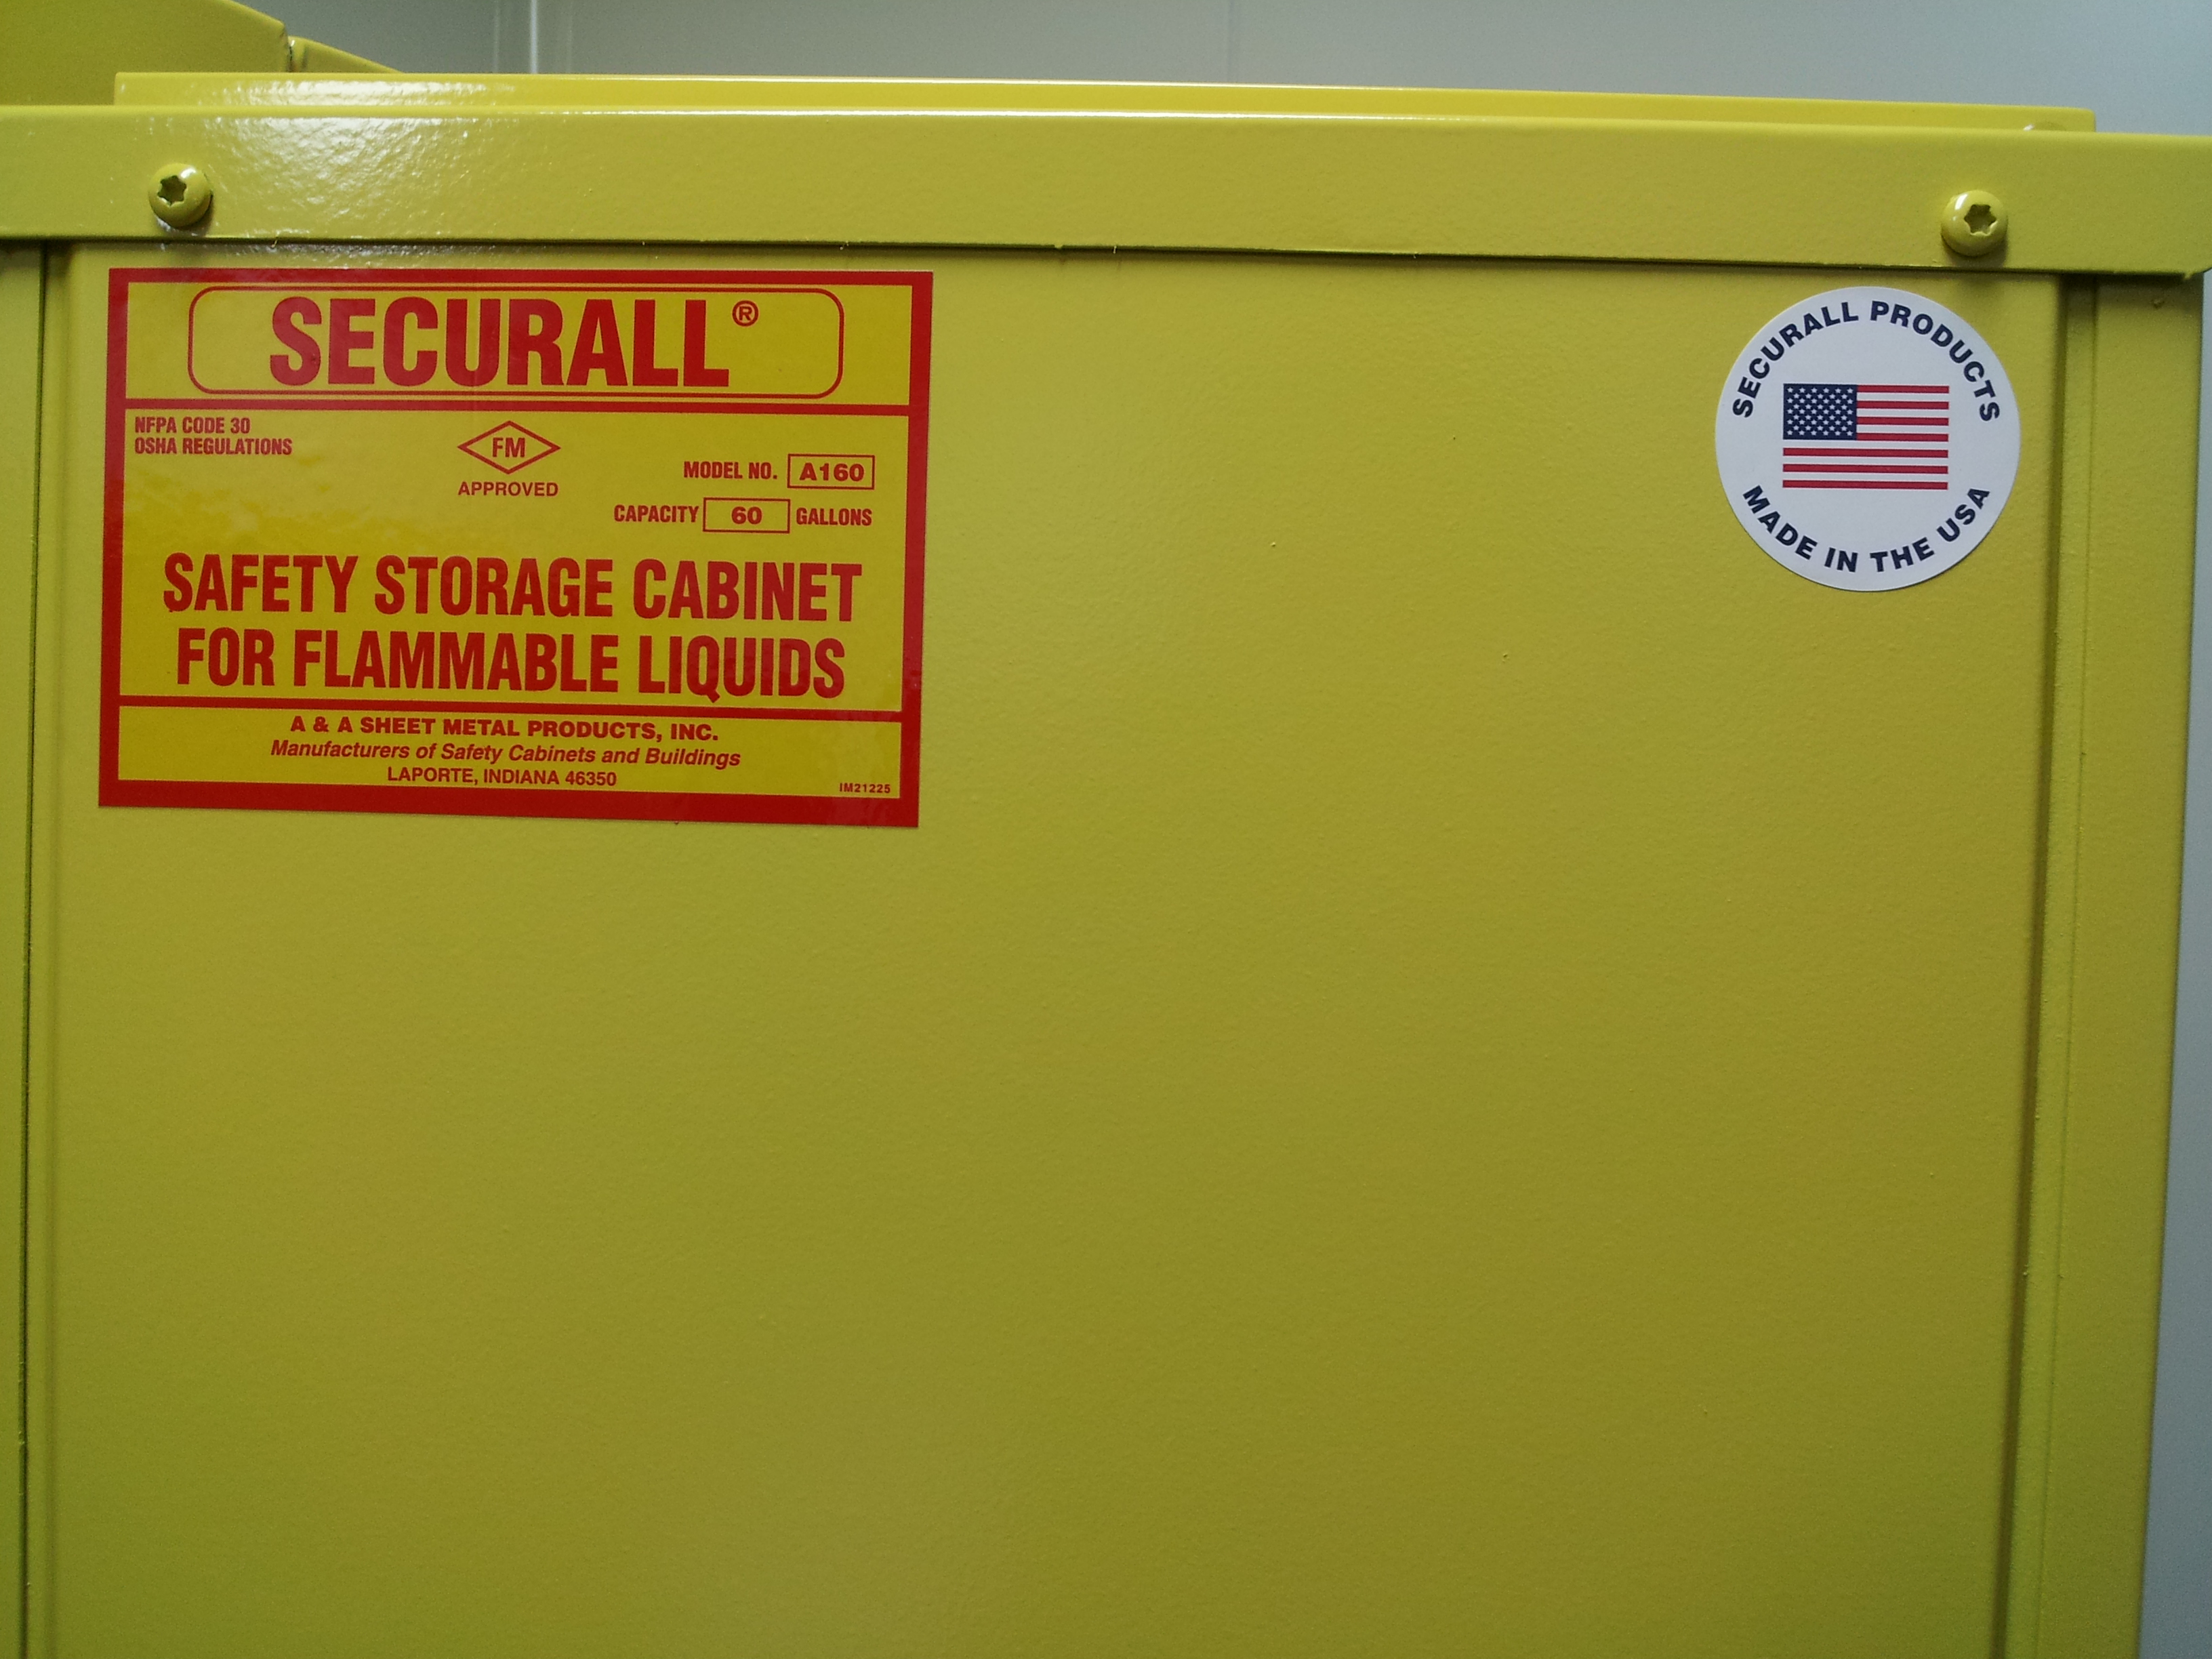 SECURALL®
NFPA CODE 30
OSHA REGULATIONS
FM
APPROVED
MODEL NO. A160
CAPACITY 60 GALLONS
SAFETY STORAGE CABINET
FOR FLAMMABLE LIQUIDS
A & A SHEET METAL PRODUCTS, INC.
Manufacturers of Safety Cabinets and Buildings
LAPORTE, INDIANA 46350
IM21225
SECURALL PRODUCTS
MADE IN THE USA